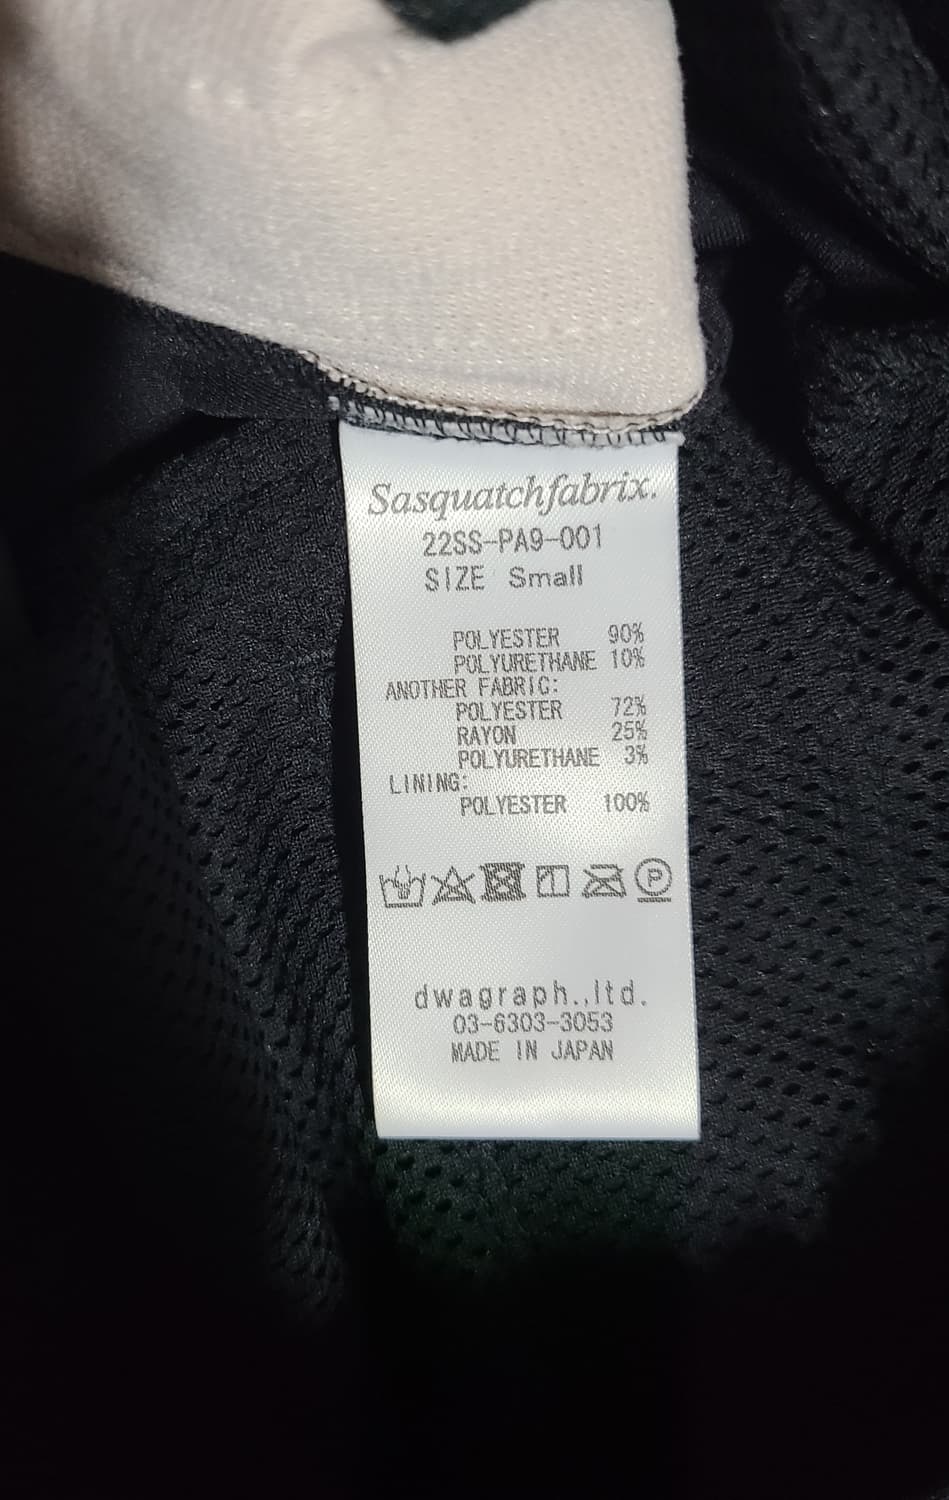 Sasquatchfabrix.
22SS-PA9-001
SIZE Small
POLYESTER 90%
POLYURETHANE 10%
ANOTHER FABRIC:
POLYESTER 72%
RAYON 25%
POLYURETHANE 3%
LINING:
POLYESTER 100%
P
dwagraph.,ltd.
03-6303-3053
MADE IN JAPAN